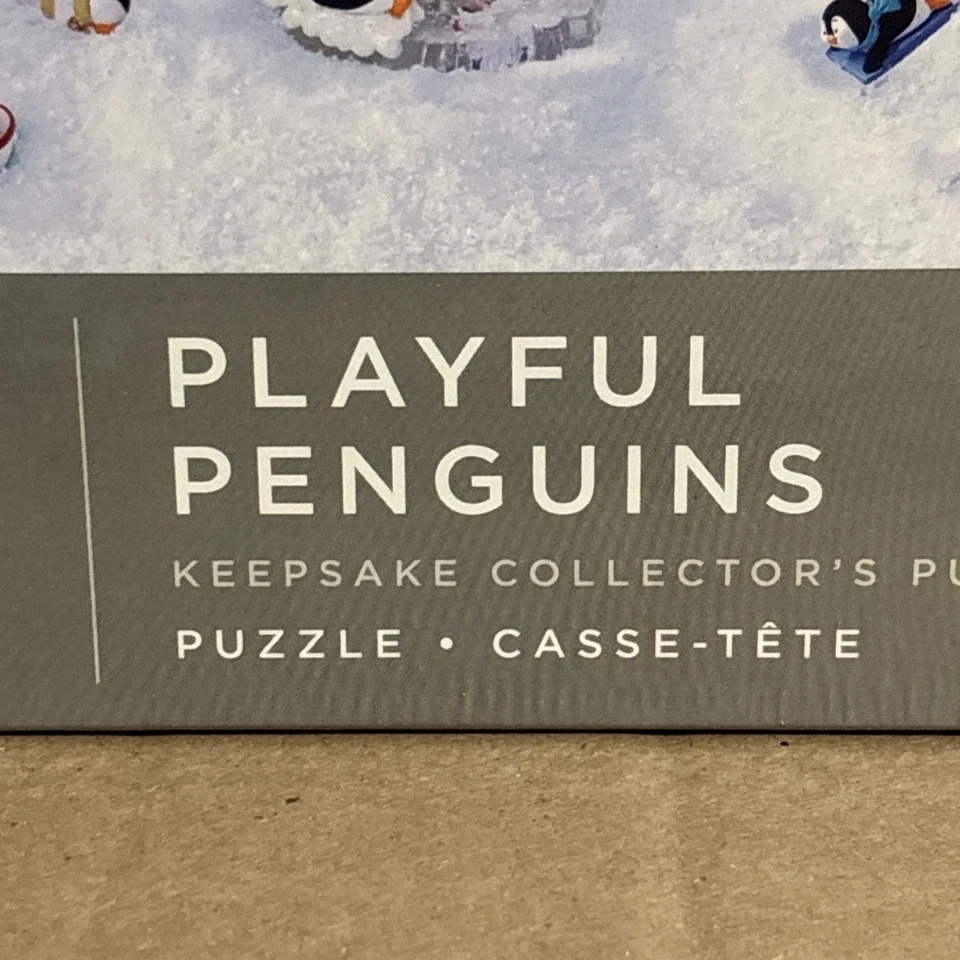 PLAYFUL
PENGUINS
KEEPSAKE COLLECTOR'S
PUZZLE • CASSE-TÊTE